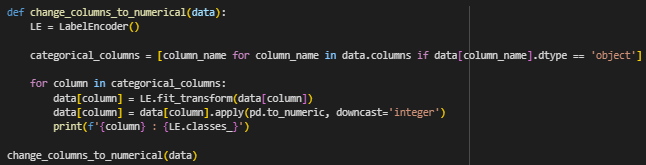 def change_columns_to_numerical(data):
    LE = LabelEncoder()

    categorical_columns = [column_name for column_name in data.columns if data[column_name].dtype == 'object']

    for column in categorical_columns:
        data[column] = LE.fit_transform(data[column])
        data[column] = data[column].apply(pd.to_numeric, downcast='integer')
        print(f'{column} : {LE.classes_}')

change_columns_to_numerical(data)